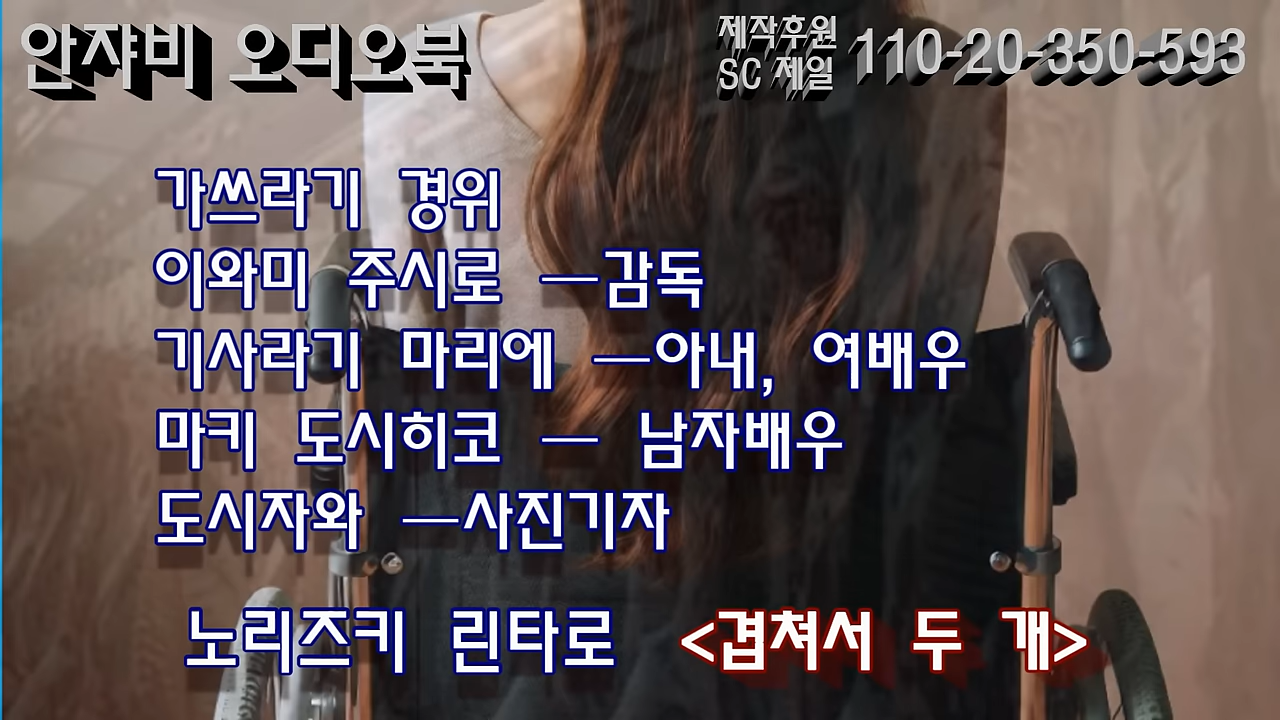 안쟈비 오디오북
제작후원
SC 제일
110-20-350-593
가쓰라기 경위
이와미 주시로 —감독
기사라기 마리에 —아내, 여배우
마키 도시히코 — 남자배우
도시자와 —사진기자
노리즈키 린타로 <겹쳐서 두 개>